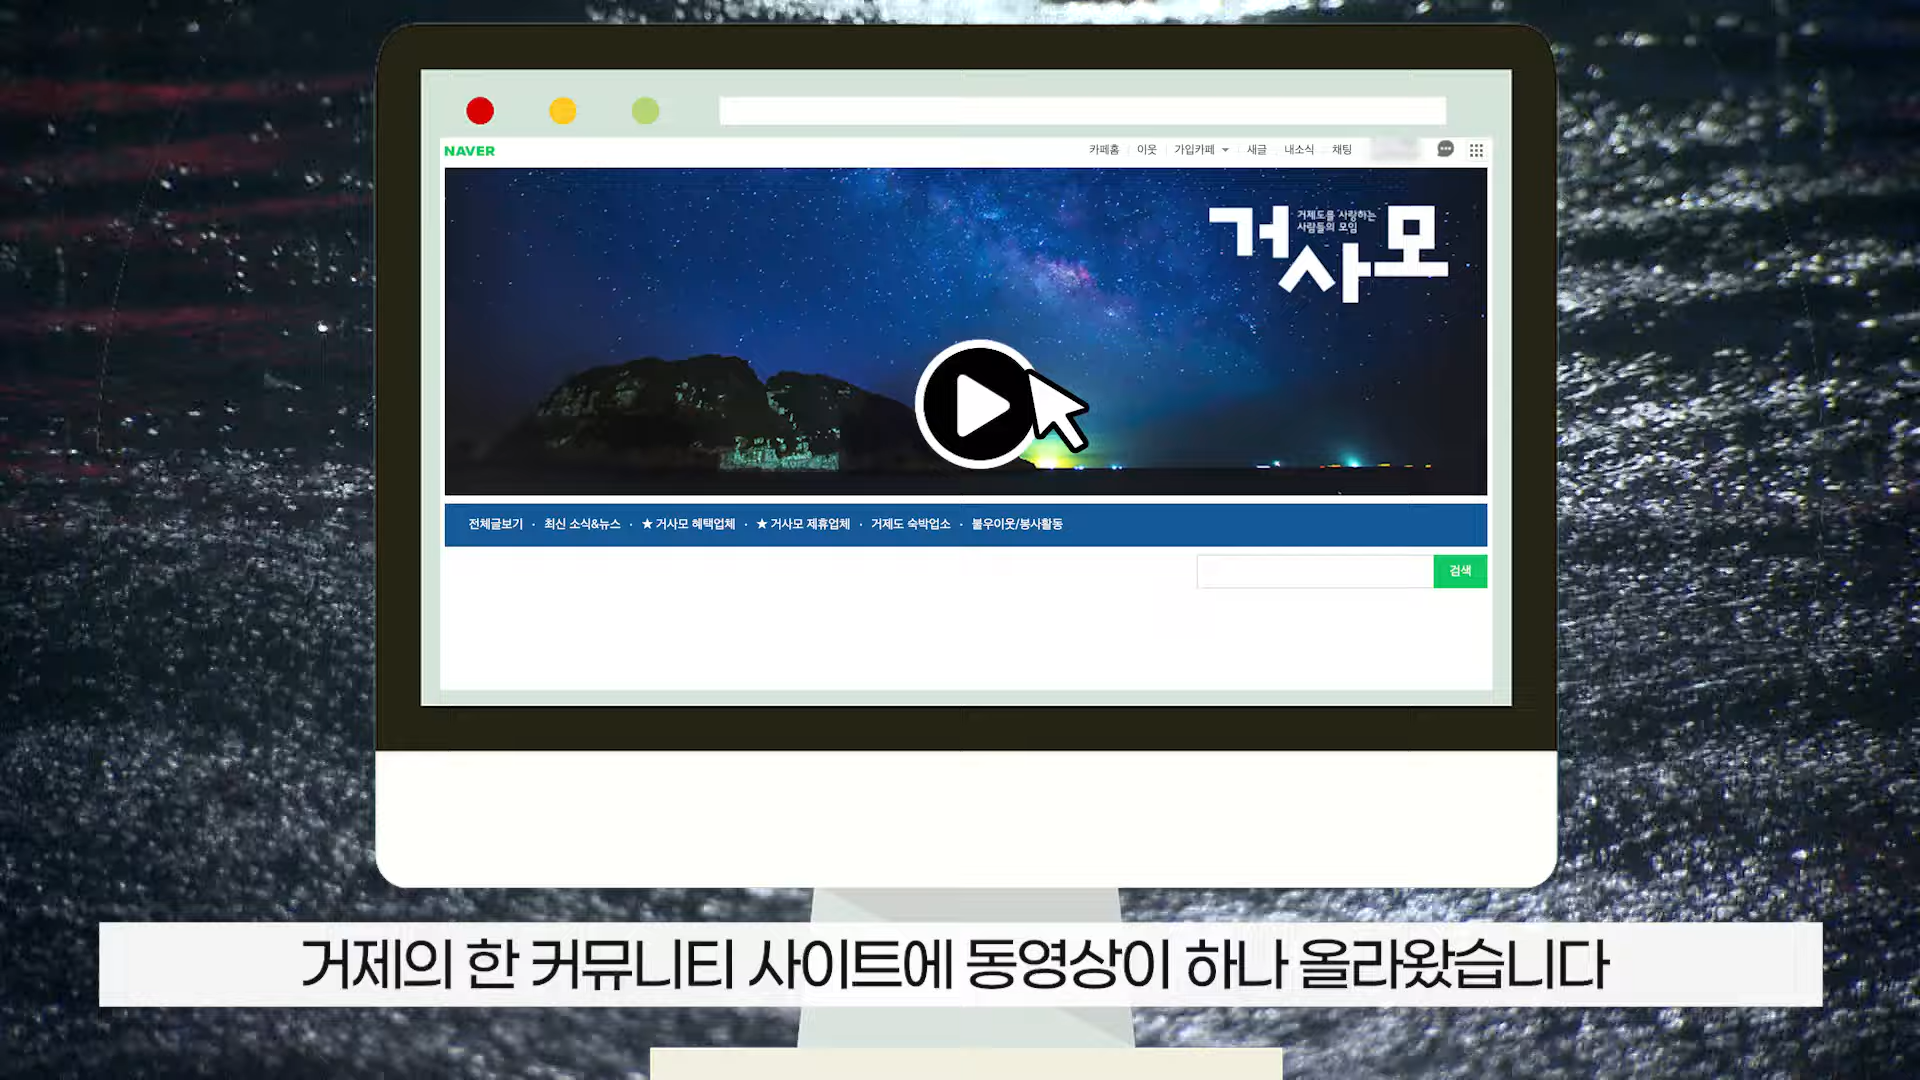 NAVER
카페홈 이웃 가입카페 새글 내소식 채팅
거사모
거제도를 사랑하는
사람들의 모임
전체글보기 · 최신 소식&뉴스 · ★ 거사모 혜택업체 · ★ 거사모 제휴업체 · 거제도 숙박업소 · 불우이웃/봉사활동
검색
거제의 한 커뮤니티 사이트에 동영상이 하나 올라왔습니다